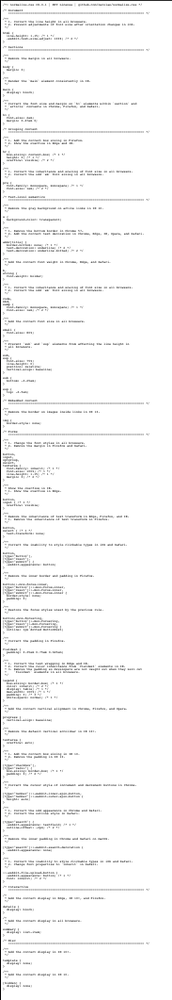 /*! normalize.css v8.0.1 | MIT License | github.com/necolas/normalize.css */
/* Document
   ========================================================================== */
/**
 * 1. Correct the line height in all browsers.
 * 2. Prevent adjustments of font size after orientation changes in iOS.
 */
html {
  line-height: 1.15; /* 1 */
  -webkit-text-size-adjust: 100%; /* 2 */
}
/* Sections
   ========================================================================== */
/**
 * Remove the margin in all browsers.
 */
body {
  margin: 0;
}
/**
 * Render the `main` element consistently in IE.
 */
main {
  display: block;
}
/**
 * Correct the font size and margin on `h1` elements within `section` and
 * `article` contexts in Chrome, Firefox, and Safari.
 */
h1 {
  font-size: 2em;
  margin: 0.67em 0;
}
/* Grouping content
   ========================================================================== */
/**
 * 1. Add the correct box sizing in Firefox.
 * 2. Show the overflow in Edge and IE.
 */
hr {
  box-sizing: content-box; /* 1 */
  height: 0; /* 1 */
  overflow: visible; /* 2 */
}
/**
 * 1. Correct the inheritance and scaling of font size in all browsers.
 * 2. Correct the odd `em` font sizing in all browsers.
 */
pre {
  font-family: monospace, monospace; /* 1 */
  font-size: 1em; /* 2 */
}
/* Text-level semantics
   ========================================================================== */
/**
 * Remove the gray background on active links in IE 10.
 */
a {
  background-color: transparent;
}
/**
 * 1. Remove the bottom border in Chrome 57-
 * 2. Add the correct text decoration in Chrome, Edge, IE, Opera, and Safari.
 */
abbr[title] {
  border-bottom: none; /* 1 */
  text-decoration: underline; /* 2 */
  text-decoration: underline dotted; /* 2 */
}
/**
 * Add the correct font weight in Chrome, Edge, and Safari.
 */
b,
strong {
  font-weight: bolder;
}
/**
 * 1. Correct the inheritance and scaling of font size in all browsers.
 * 2. Correct the odd `em` font sizing in all browsers.
 */
code,
kbd,
samp {
  font-family: monospace, monospace; /* 1 */
  font-size: 1em; /* 2 */
}
/**
 * Add the correct font size in all browsers.
 */
small {
  font-size: 80%;
}
/**
 * Prevent `sub` and `sup` elements from affecting the line height in
 * all browsers.
 */
sub,
sup {
  font-size: 75%;
  line-height: 0;
  position: relative;
  vertical-align: baseline;
}
sub {
  bottom: -0.25em;
}
sup {
  top: -0.5em;
}
/* Embedded content
   ========================================================================== */
/**
 * Remove the border on images inside links in IE 10.
 */
img {
  border-style: none;
}
/* Forms
   ========================================================================== */
/**
 * 1. Change the font styles in all browsers.
 * 2. Remove the margin in Firefox and Safari.
 */
button,
input,
optgroup,
select,
textarea {
  font-family: inherit; /* 1 */
  font-size: 100%; /* 1 */
  line-height: 1.15; /* 1 */
  margin: 0; /* 2 */
}
/**
 * Show the overflow in IE.
 * 1. Show the overflow in Edge.
 */
button,
input { /* 1 */
  overflow: visible;
}
/**
 * Remove the inheritance of text transform in Edge, Firefox, and IE.
 * 1. Remove the inheritance of text transform in Firefox.
 */
button,
select { /* 1 */
  text-transform: none;
}
/**
 * Correct the inability to style clickable types in iOS and Safari.
 */
button,
[type="button"],
[type="reset"],
[type="submit"] {
  -webkit-appearance: button;
}
/**
 * Remove the inner border and padding in Firefox.
 */
button::-moz-focus-inner,
[type="button"]::-moz-focus-inner,
[type="reset"]::-moz-focus-inner,
[type="submit"]::-moz-focus-inner {
  border-style: none;
  padding: 0;
}
/**
 * Restore the focus styles unset by the previous rule.
 */
button:-moz-focusring,
[type="button"]:-moz-focusring,
[type="reset"]:-moz-focusring,
[type="submit"]:-moz-focusring {
  outline: 1px dotted ButtonText;
}
/**
 * Correct the padding in Firefox.
 */
fieldset {
  padding: 0.35em 0.75em 0.625em;
}
/**
 * 1. Correct the text wrapping in Edge and IE.
 * 2. Correct the color inheritance from `fieldset` elements in IE.
 * 3. Remove the padding so developers are not caught out when they zero out
 *    `fieldset` elements in all browsers.
 */
legend {
  box-sizing: border-box; /* 1 */
  color: inherit; /* 2 */
  display: table; /* 1 */
  max-width: 100%; /* 1 */
  padding: 0; /* 3 */
  white-space: normal; /* 1 */
}
/**
 * Add the correct vertical alignment in Chrome, Firefox, and Opera.
 */
progress {
  vertical-align: baseline;
}
/**
 * Remove the default vertical scrollbar in IE 10+.
 */
textarea {
  overflow: auto;
}
/**
 * 1. Add the correct box sizing in IE 10.
 * 2. Remove the padding in IE 10.
 */
[type="checkbox"],
[type="radio"] {
  box-sizing: border-box; /* 1 */
  padding: 0; /* 2 */
}
/**
 * Correct the cursor style of increment and decrement buttons in Chrome.
 */
[type="number"]::-webkit-inner-spin-button,
[type="number"]::-webkit-outer-spin-button {
  height: auto;
}
/**
 * 1. Correct the odd appearance in Chrome and Safari.
 * 2. Correct the outline style in Safari.
 */
[type="search"] {
  -webkit-appearance: textfield; /* 1 */
  outline-offset: -2px; /* 2 */
}
/**
 * Remove the inner padding in Chrome and Safari on macOS.
 */
[type="search"]::-webkit-search-decoration {
  -webkit-appearance: none;
}
/**
 * 1. Correct the inability to style clickable types in iOS and Safari.
 * 2. Change font properties to `inherit` in Safari.
 */
::-webkit-file-upload-button {
  -webkit-appearance: button; /* 1 */
  font: inherit; /* 2 */
}
/* Interactive
   ========================================================================== */
/*
 * Add the correct display in Edge, IE 10+, and Firefox.
 */
details {
  display: block;
}
/*
 * Add the correct display in all browsers.
 */
summary {
  display: list-item;
}
/* Misc
   ========================================================================== */
/**
 * Add the correct display in IE 10+.
 */
template {
  display: none;
}
/**
 * Add the correct display in IE 10.
 */
[hidden] {
  display: none;
}